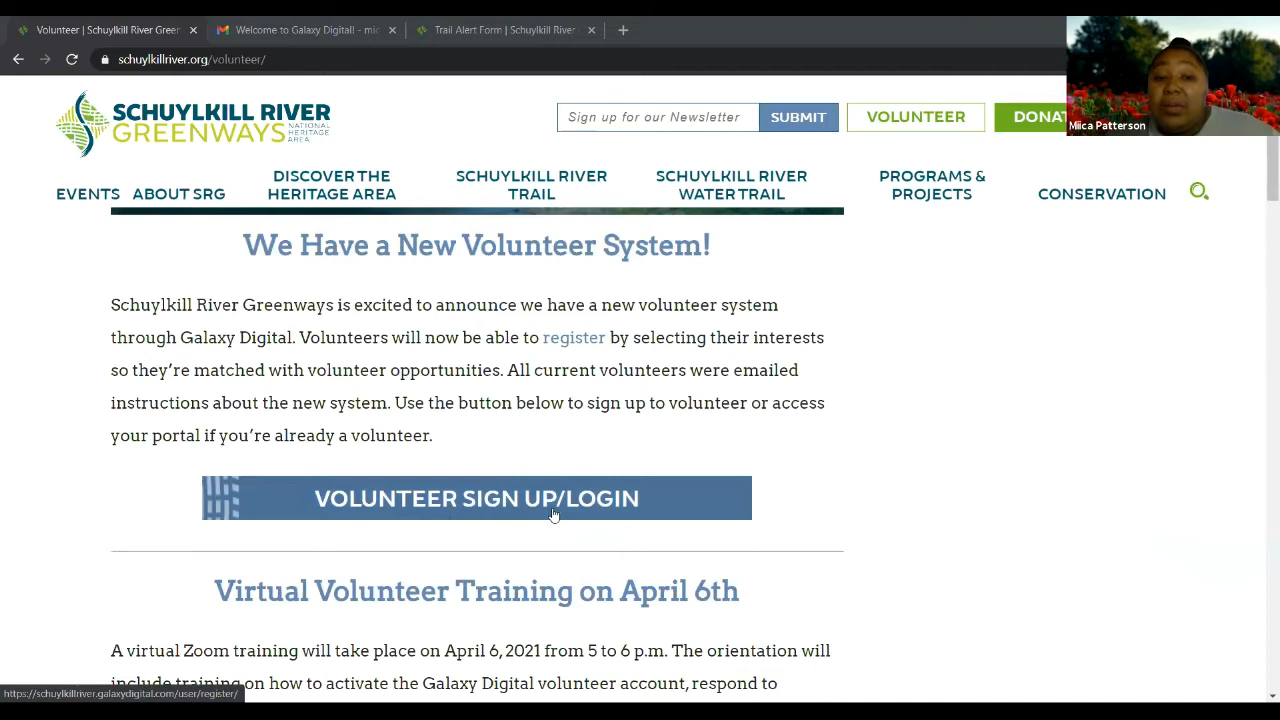 Volunteer | Schuylkill River Green
Welcome to Galaxy Digital! - mic
Trail Alert Form | Schuylkill River
schuylkillriver.org/volunteer/
SCHUYLKILL RIVER
GREENWAYS
NATIONAL
HERITAGE
AREA
Sign up for our Newsletter
SUBMIT
VOLUNTEER
DONAT
Miica Patterson
EVENTS
ABOUT SRG
DISCOVER THE
HERITAGE AREA
SCHUYLKILL RIVER
TRAIL
SCHUYLKILL RIVER
WATER TRAIL
PROGRAMS &
PROJECTS
CONSERVATION
We Have a New Volunteer System!
Schuylkill River Greenways is excited to announce we have a new volunteer system
through Galaxy Digital. Volunteers will now be able to register by selecting their interests
so they're matched with volunteer opportunities. All current volunteers were emailed
instructions about the new system. Use the button below to sign up to volunteer or access
your portal if you're already a volunteer.
VOLUNTEER SIGN UP/LOGIN
Virtual Volunteer Training on April 6th
A virtual Zoom training will take place on April 6, 2021 from 5 to 6 p.m. The orientation will
include training on how to activate the Galaxy Digital volunteer account, respond to
https://schuylkillriver.galaxydigital.com/user/register/